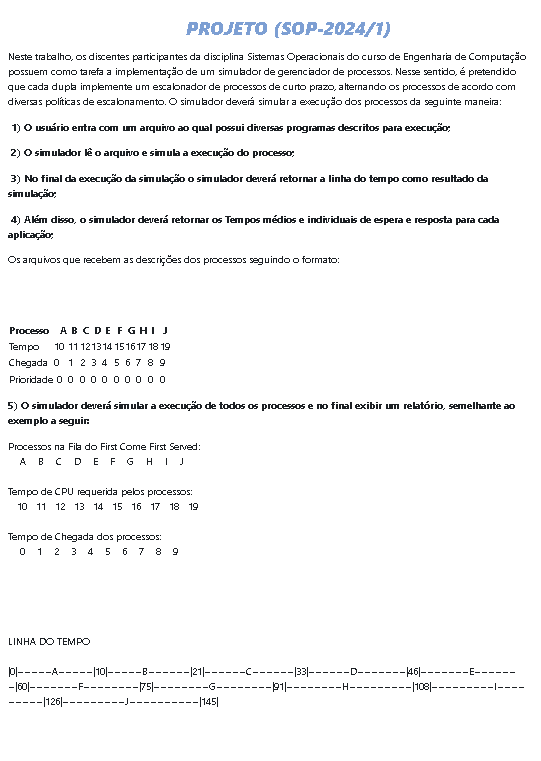 PROJETO (SOP-2024/1)
Neste trabalho, os discentes participantes da disciplina Sistemas Operacionais do curso de Engenharia de Computação
possuem como tarefa a implementação de um simulador de gerenciador de processos. Nesse sentido, é pretendido
que cada dupla implemente um escalonador de processos de curto prazo, alternando os processos de acordo com
diversas políticas de escalonamento. O simulador deverá simular a execução dos processos da seguinte maneira:
1) O usuário entra com um arquivo ao qual possui diversas programas descritos para execução;
2) O simulador lê o arquivo e simula a execução do processo;
3) No final da execução da simulação o simulador deverá retornar a linha do tempo como resultado da
simulação;
4) Além disso, o simulador deverá retornar os Tempos médios e individuais de espera e resposta para cada
aplicação;
Os arquivos que recebem as descrições dos processos seguindo o formato:
Processo A B C D E F G H I J
Tempo 10 11 12 13 14 15 16 17 18 19
Chegada 0 1 2 3 4 5 6 7 8 9
Prioridade 0 0 0 0 0 0 0 0 0 0
5) O simulador deverá simular a execução de todos os processos e no final exibir um relatório, semelhante ao
exemplo a seguir:
Processos na Fila do First Come First Served:
A B C D E F G H I J
Tempo de CPU requerida pelos processos:
10 11 12 13 14 15 16 17 18 19
Tempo de Chegada dos processos:
0 1 2 3 4 5 6 7 8 9
LINHA DO TEMPO
|0|-----A-----|10|-----B------|21|------C------|33|------D-------|46|-------E------
-|60|-------F--------|75|--------G--------|91|--------H---------|108|---------I----
-----|126|---------J----------|145|